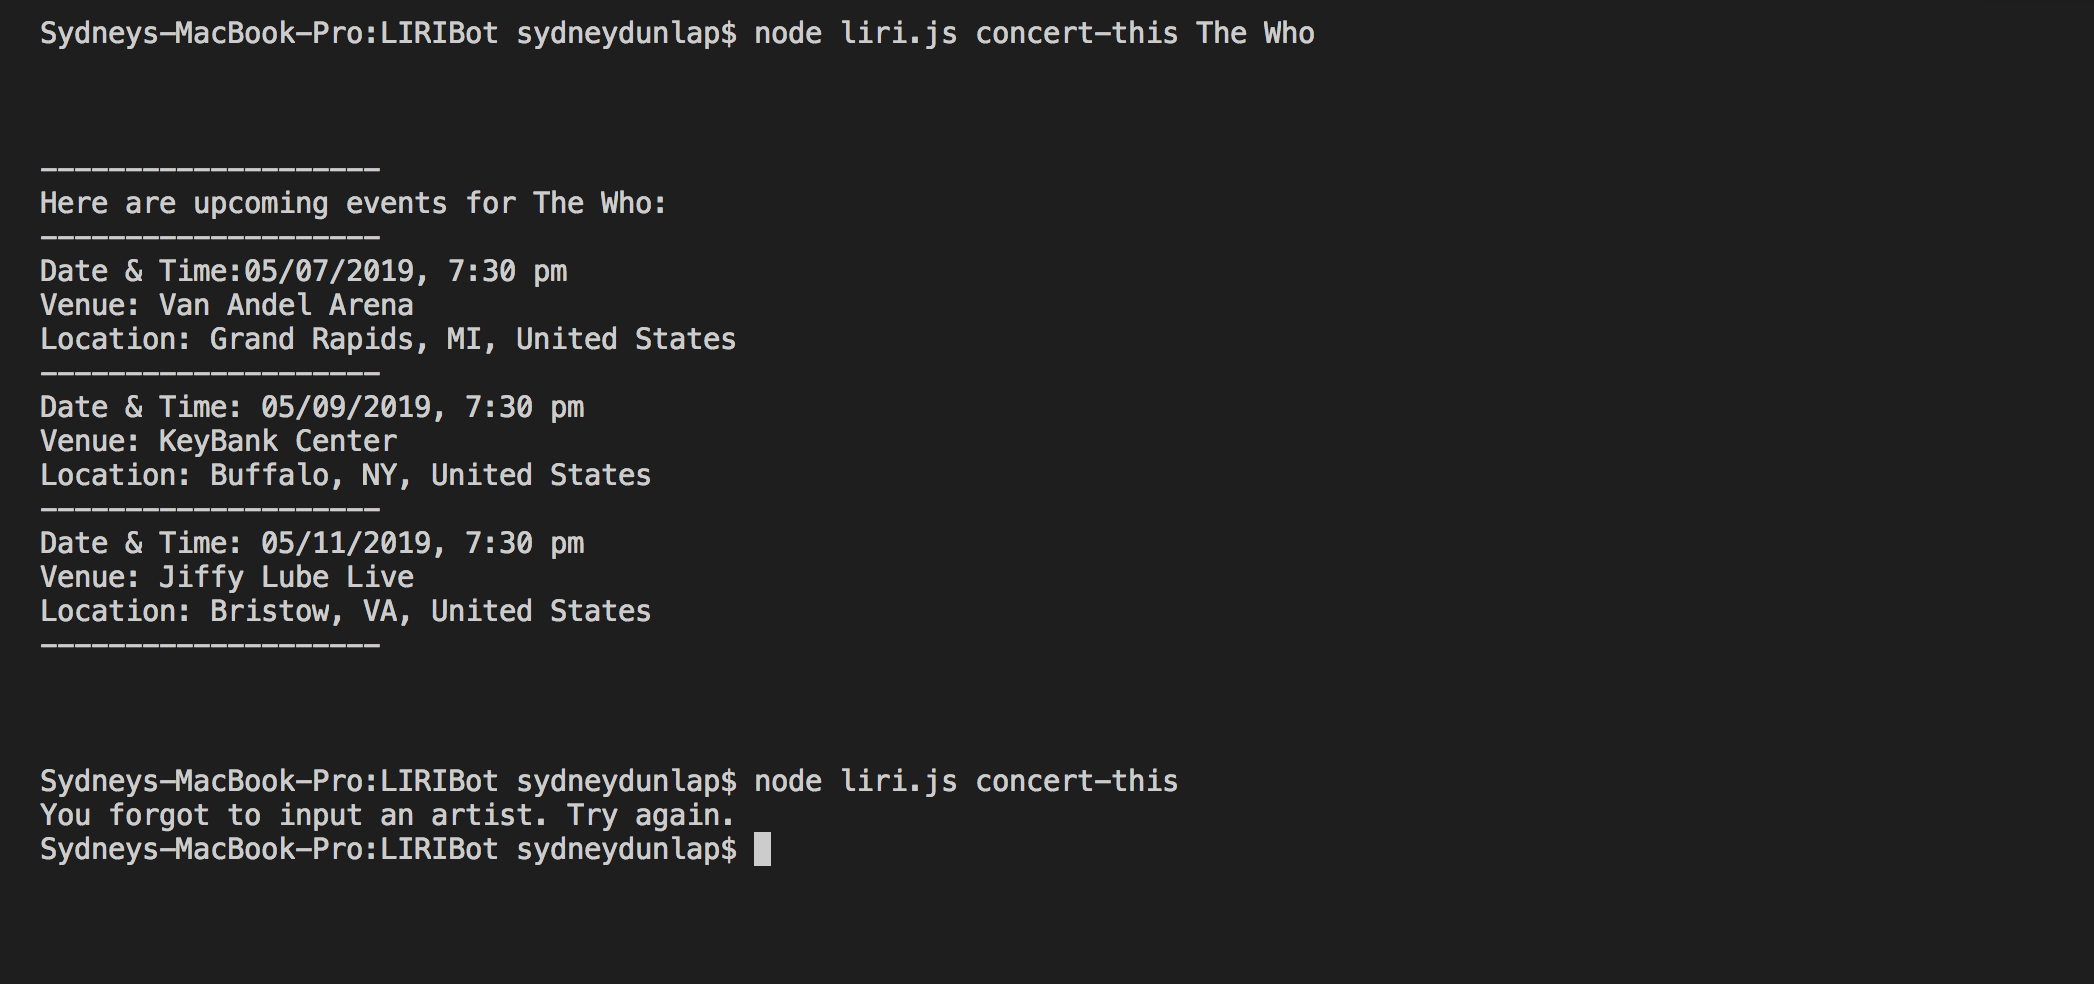 Sydneys-MacBook-Pro:LIRIBot sydneydunlap$ node liri.js concert-this The Who
--------------------
Here are upcoming events for The Who:
--------------------
Date & Time:05/07/2019, 7:30 pm
Venue: Van Andel Arena
Location: Grand Rapids, MI, United States
--------------------
Date & Time: 05/09/2019, 7:30 pm
Venue: KeyBank Center
Location: Buffalo, NY, United States
--------------------
Date & Time: 05/11/2019, 7:30 pm
Venue: Jiffy Lube Live
Location: Bristow, VA, United States
--------------------
Sydneys-MacBook-Pro:LIRIBot sydneydunlap$ node liri.js concert-this
You forgot to input an artist. Try again.
Sydneys-MacBook-Pro:LIRIBot sydneydunlap$